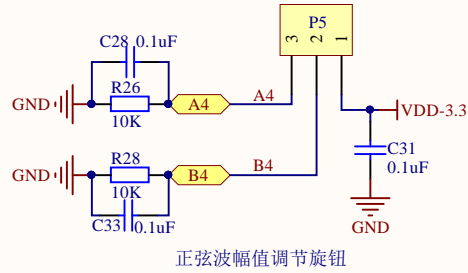 P5
3 2 1
C28 0.1uF
R26
GND
10K
A4
A4
VDD-3.3
R28
GND
10K
B4
B4
C33 0.1uF
C31
0.1uF
GND
正弦波幅值调节旋钮